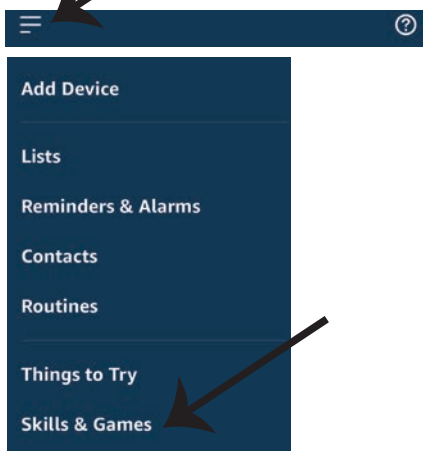 ?
Add Device
Lists
Reminders & Alarms
Contacts
Routines
Things to Try
Skills & Games